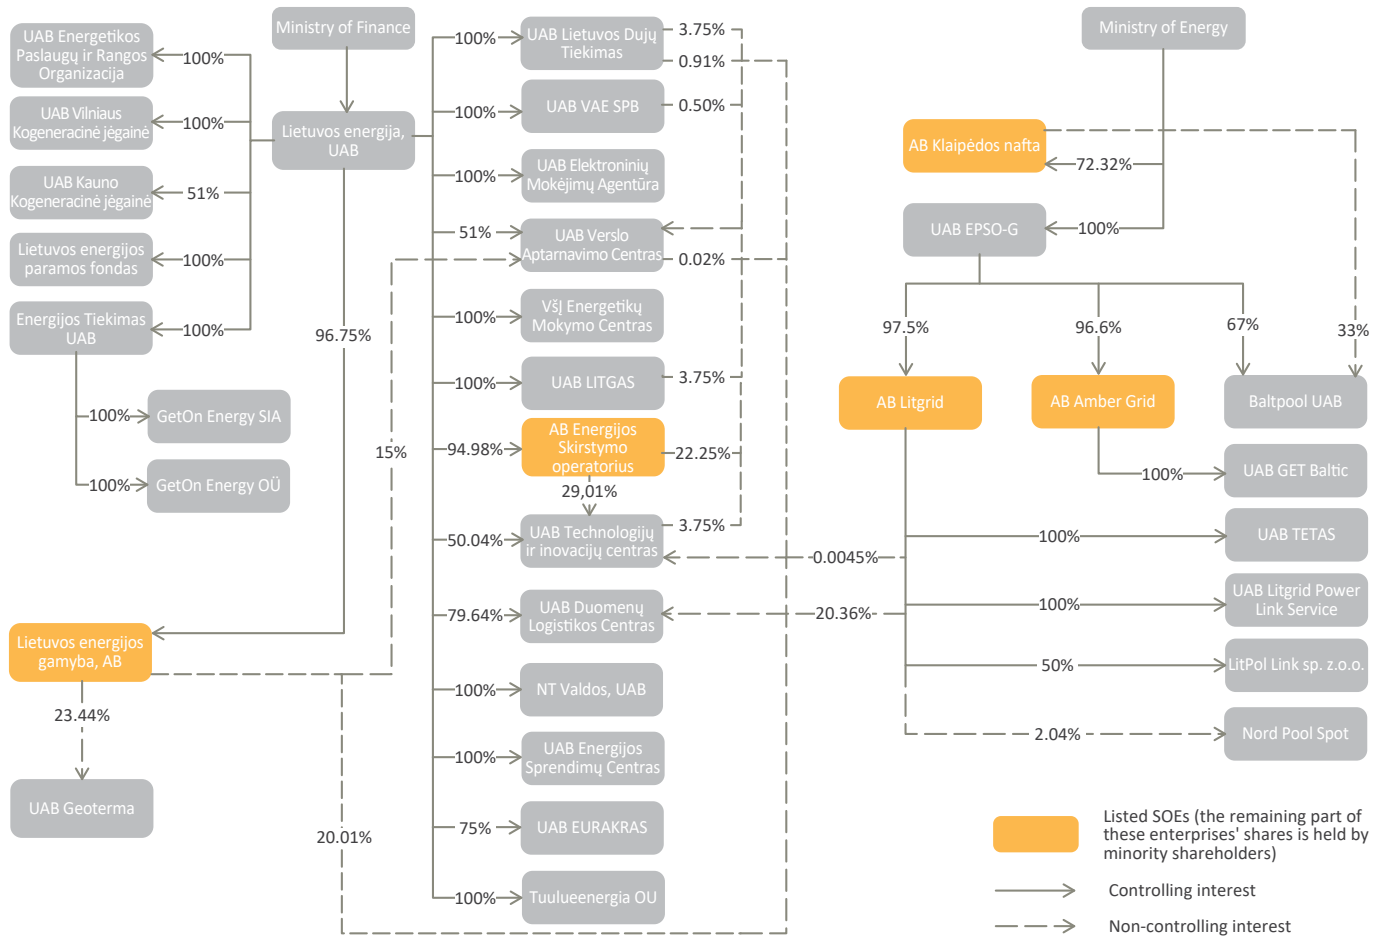 UAB Energetikos
Paslaugų ir Rangos
Organizacija
100%
UAB Vilniaus
Kogeneracinė jėgainė
100%
UAB Kauno
Kogeneracinė jėgainė
51%
Lietuvos energijos
paramos fondas
100%
Energijos Tiekimas
UAB
100%
100%
GetOn Energy SIA
100%
GetOn Energy OÜ
Ministry of Finance
Lietuvos energija,
UAB
96.75%
15%
Lietuvos energijos
gamyba, AB
23.44%
UAB Geoterma
20.01%
100%
UAB Lietuvos Dujų
Tiekimas
3.75%
0.91%
100%
UAB VAE SPB
0.50%
100%
UAB Elektroninių
Mokėjimų Agentūra
51%
UAB Verslo
Aptarnavimo Centras
0.02%
100%
VšĮ Energetikų
Mokymo Centras
100%
UAB LITGAS
3.75%
94.98%
AB Energijos
Skirstymo
operatorius
22.25%
29,01%
50.04%
UAB Technologijų
ir inovacijų centras
3.75%
0.0045%
79.64%
UAB Duomenų
Logistikos Centras
20.36%
100%
NT Valdos, UAB
100%
UAB Energijos
Sprendimų Centras
75%
UAB EURAKRAS
100%
Tuulueenergia OU
Ministry of Energy
AB Klaipėdos nafta
72.32%
UAB EPSO-G
100%
97.5%
96.6%
67%
33%
AB Litgrid
AB Amber Grid
Baltpool UAB
100%
UAB GET Baltic
100%
UAB TETAS
100%
UAB Litgrid Power
Link Service
50%
LitPol Link sp. z.o.o.
2.04%
Nord Pool Spot
Listed SOEs (the remaining part of
these enterprises' shares is held by
minority shareholders)
Controlling interest
Non-controlling interest